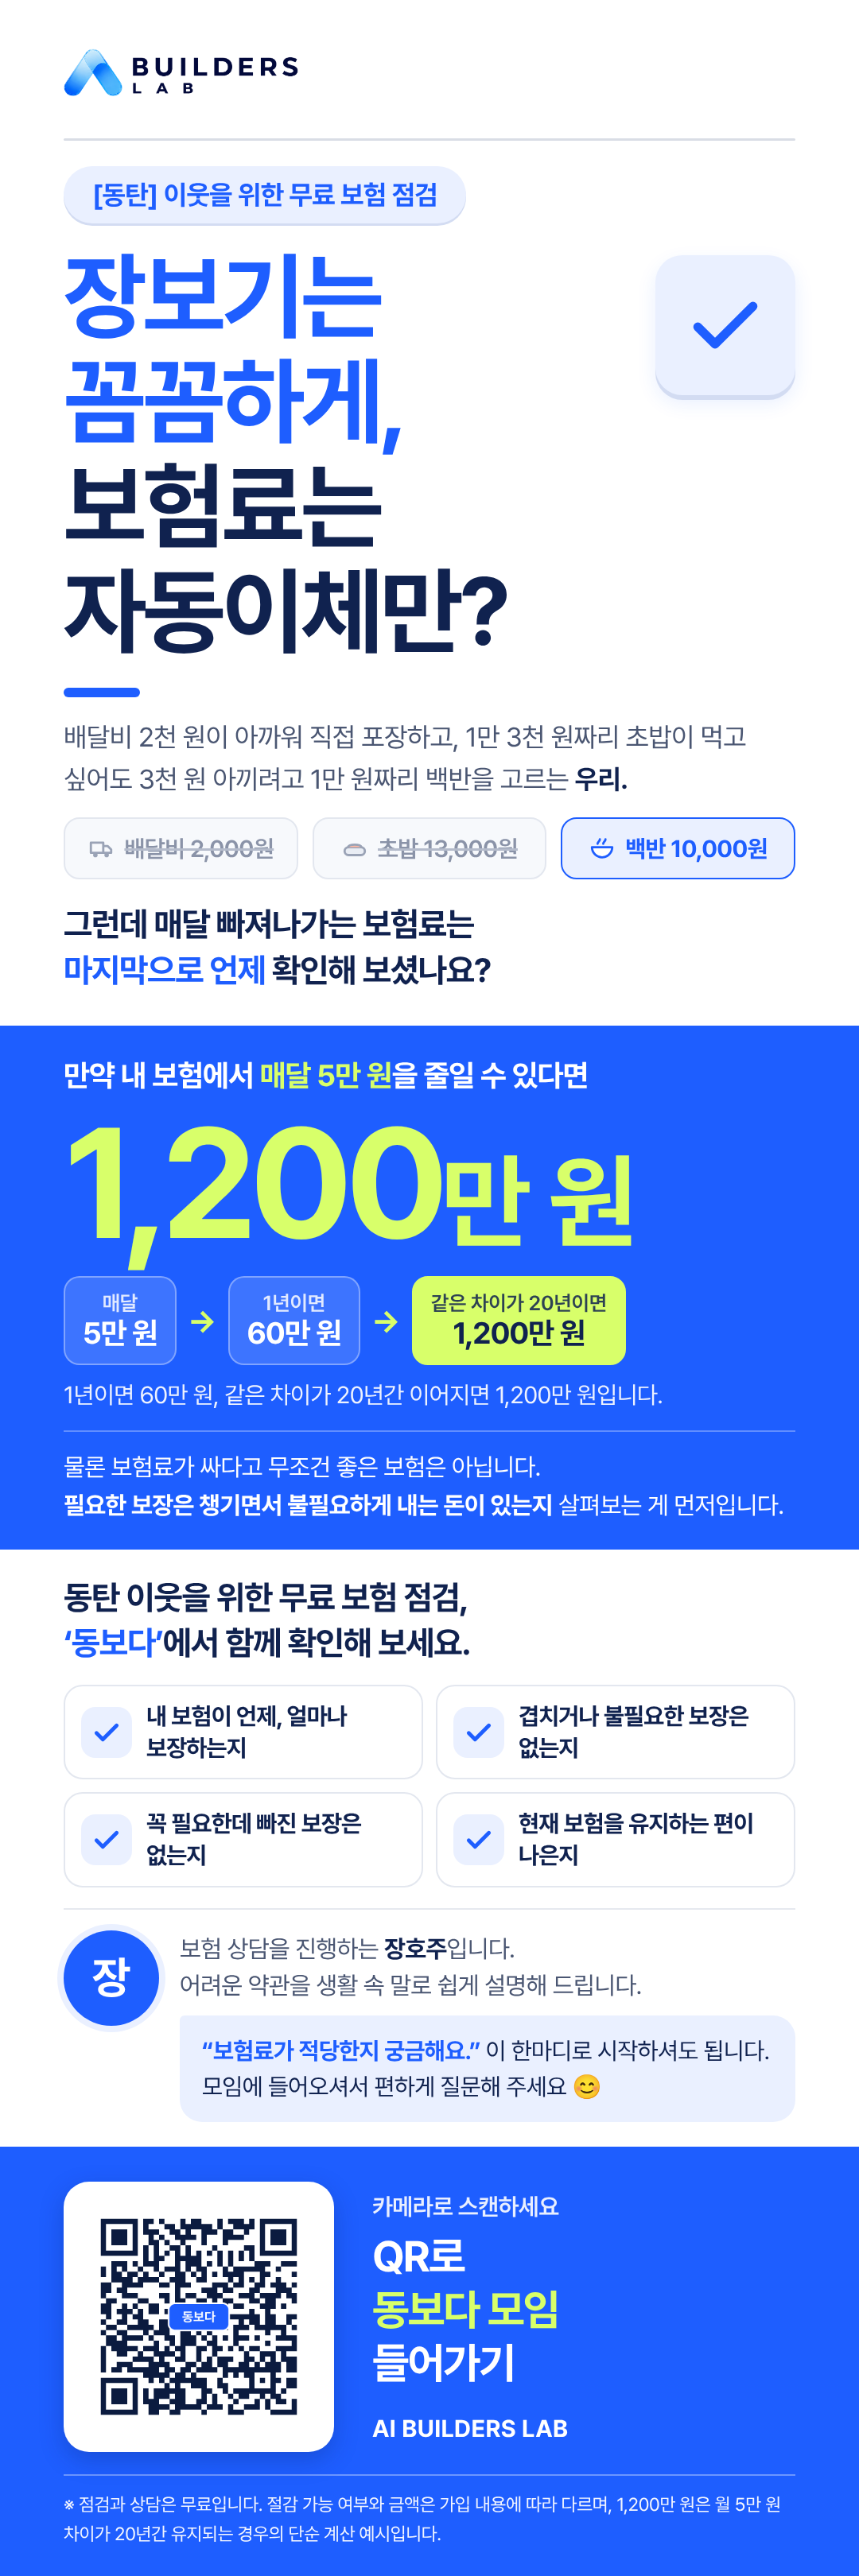 BUILDERS
LAB
[동탄] 이웃을 위한 무료 보험 점검
장보기는
꼼꼼하게,
보험료는
자동이체만?
배달비 2천 원이 아까워 직접 포장하고, 1만 3천 원짜리 초밥이 먹고
싶어도 3천 원 아끼려고 1만 원짜리 백반을 고르는 우리.
배달비 2,000원
초밥 13,000원
백반 10,000원
그런데 매달 빠져나가는 보험료는
마지막으로 언제 확인해 보셨나요?
만약 내 보험에서 매달 5만 원을 줄일 수 있다면
1,200만 원
매달
5만 원
→
1년이면
60만 원
→
같은 차이가 20년이면
1,200만 원
1년이면 60만 원, 같은 차이가 20년간 이어지면 1,200만 원입니다.
물론 보험료가 싸다고 무조건 좋은 보험은 아닙니다.
필요한 보장은 챙기면서 불필요하게 내는 돈이 있는지 살펴보는 게 먼저입니다.
동탄 이웃을 위한 무료 보험 점검,
‘동보다’에서 함께 확인해 보세요.
내 보험이 언제, 얼마나
보장하는지
겹치거나 불필요한 보장은
없는지
꼭 필요한데 빠진 보장은
없는지
현재 보험을 유지하는 편이
나은지
장
보험 상담을 진행하는 장호주입니다.
어려운 약관을 생활 속 말로 쉽게 설명해 드립니다.
“보험료가 적당한지 궁금해요.” 이 한마디로 시작하셔도 됩니다.
모임에 들어오셔서 편하게 질문해 주세요 😊
동보다
카메라로 스캔하세요
QR로
동보다 모임
들어가기
AI BUILDERS LAB
※ 점검과 상담은 무료입니다. 절감 가능 여부와 금액은 가입 내용에 따라 다르며, 1,200만 원은 월 5만 원
차이가 20년간 유지되는 경우의 단순 계산 예시입니다.